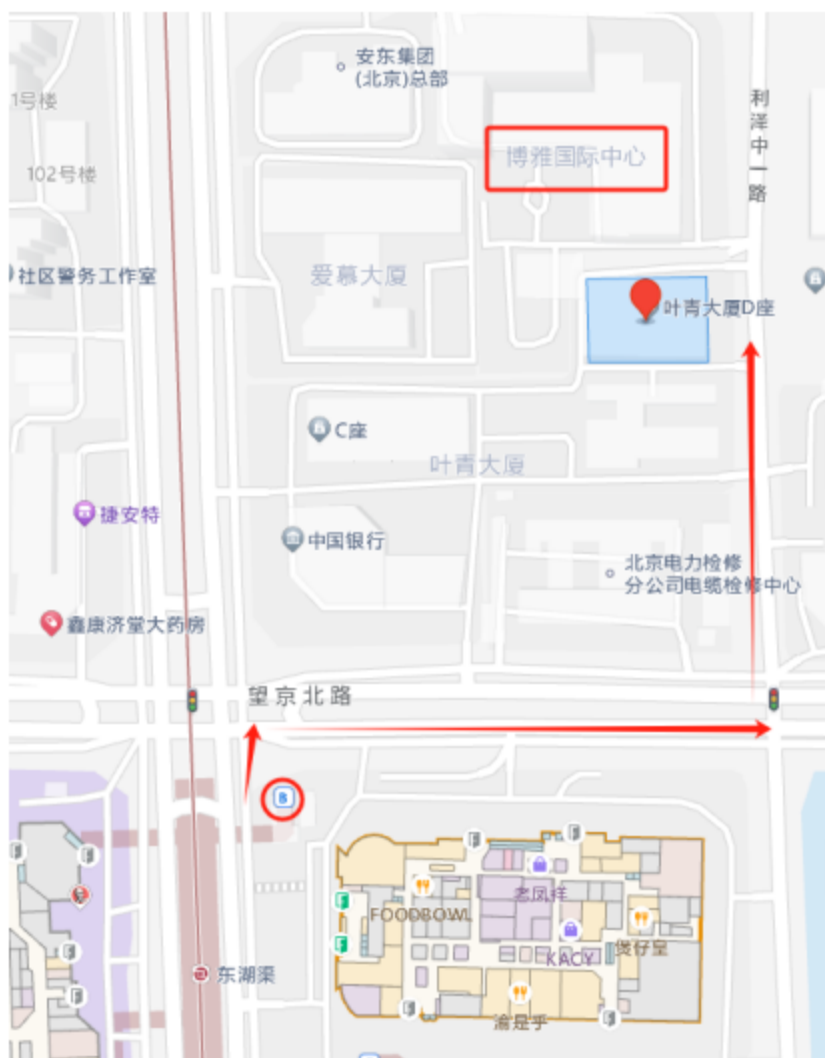 安东集团
(北京)总部
1号楼
利泽中一路
博雅国际中心
102号楼
社区警务工作室
爱慕大厦
叶青大厦D座
C座
叶青大厦
捷安特
中国银行
北京电力检修
分公司电缆检修中心
鑫康济堂大药房
望京北路
B
老凤祥
FOODBOWL
煲仔皇
KACY
东湖渠
渝是乎